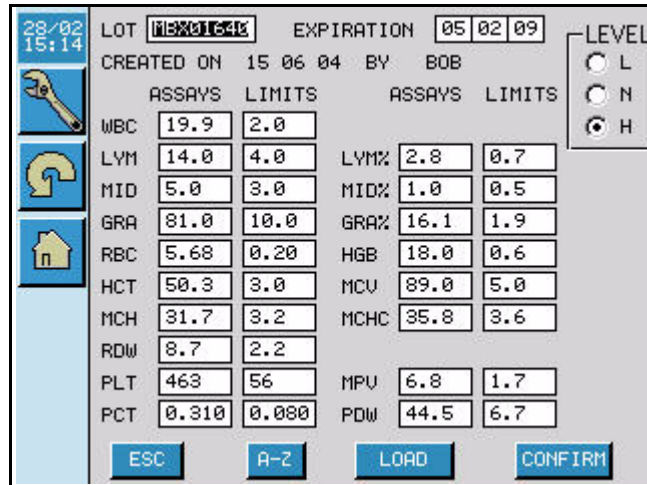 28/02
15:14
LOT MBX0164C EXPIRATION 05 02 09
LEVEL
CREATED ON 15 06 04 BY BOB
L
N
H
ASSAYS LIMITS ASSAYS LIMITS
WBC 19.9 2.0
LYM 14.0 4.0 LYM% 2.8 0.7
MID 5.0 3.0 MID% 1.0 0.5
GRA 81.0 10.0 GRA% 16.1 1.9
RBC 5.68 0.20 HGB 18.0 0.6
HCT 50.3 3.0 MCV 89.0 5.0
MCH 31.7 3.2 MCHC 35.8 3.6
RDW 8.7 2.2
PLT 463 56 MPV 6.8 1.7
PCT 0.310 0.080 PDW 44.5 6.7
ESC A-Z LOAD CONFIRM